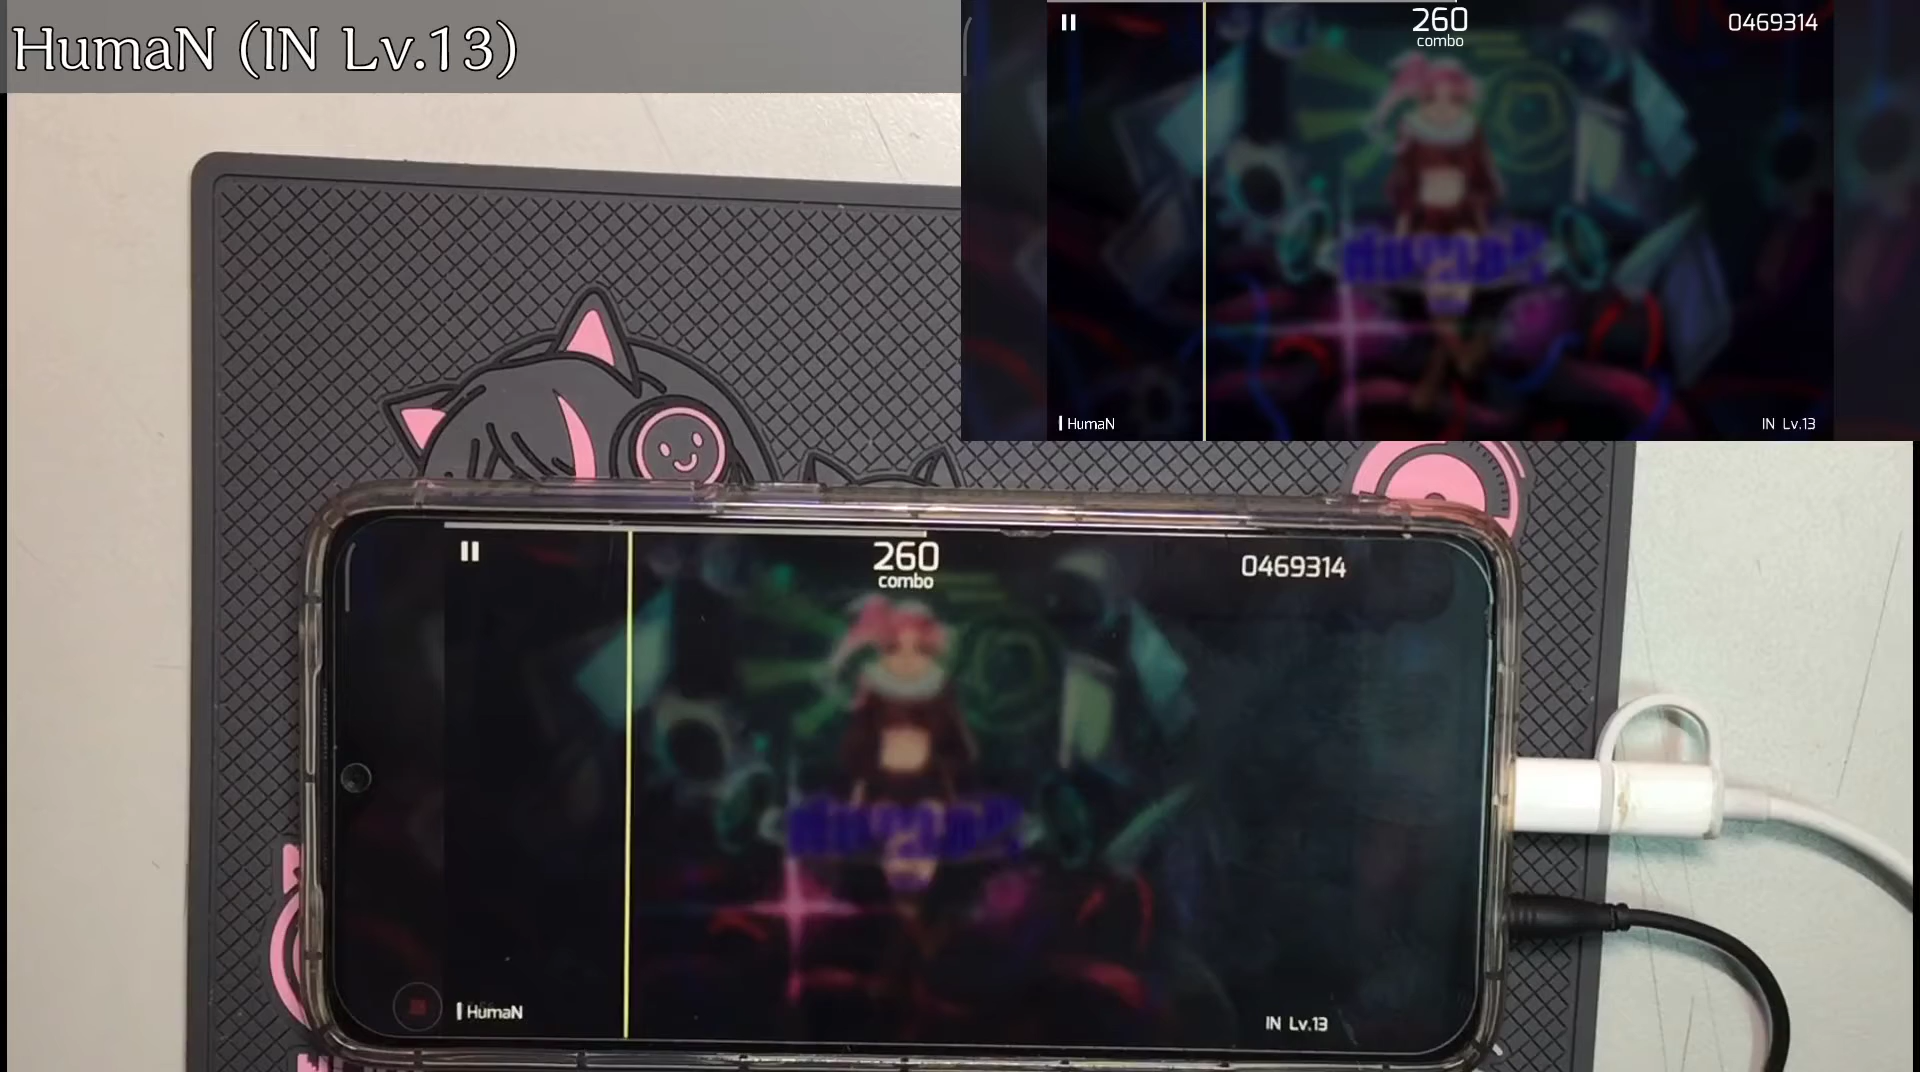 HumaN (IN Lv.13)
260
combo
0469314
HumaN
IN Lv.13
260
combo
0469314
HumaN
IN Lv.13